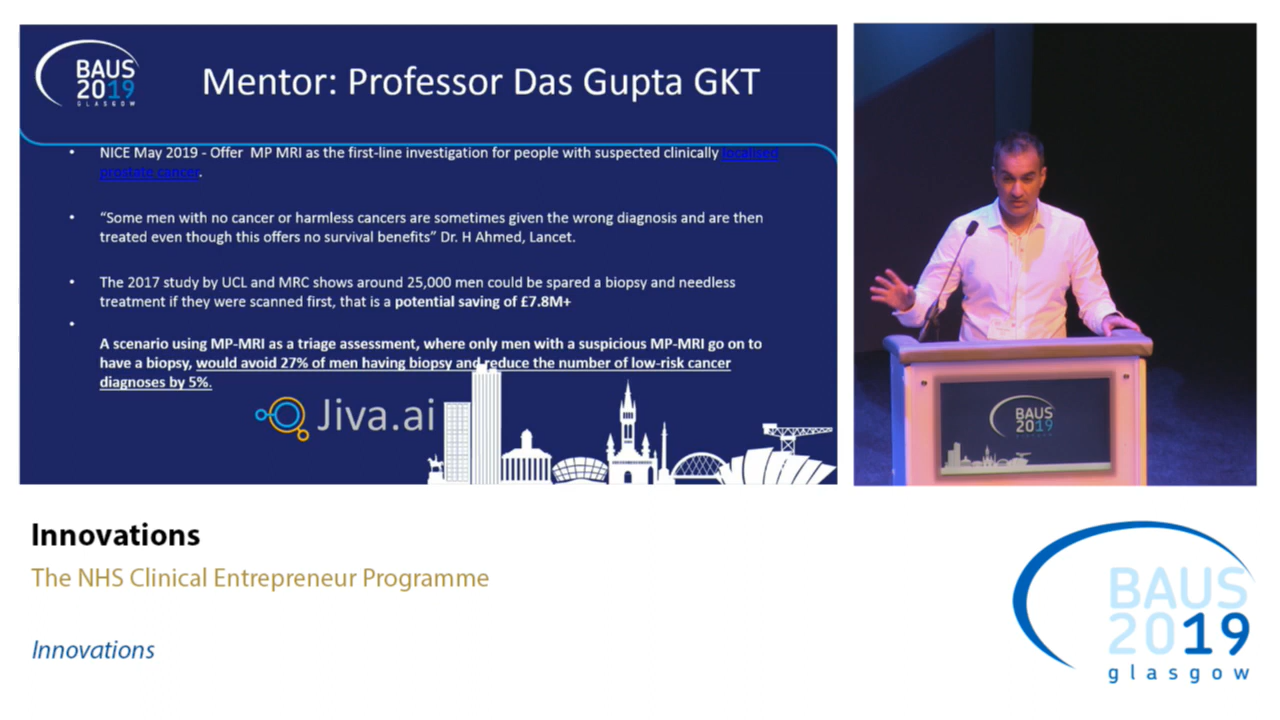 BAUS
2019
GLASGOW
Mentor: Professor Das Gupta GKT
• NICE May 2019 - Offer MP MRI as the first-line investigation for people with suspected clinically localised
prostate cancer.
• “Some men with no cancer or harmless cancers are sometimes given the wrong diagnosis and are then
treated even though this offers no survival benefits” Dr. H Ahmed, Lancet.
• The 2017 study by UCL and MRC shows around 25,000 men could be spared a biopsy and needless
treatment if they were scanned first, that is a potential saving of £7.8M+
•
A scenario using MP-MRI as a triage assessment, where only men with a suspicious MP-MRI go on to
have a biopsy, would avoid 27% of men having biopsy and reduce the number of low-risk cancer
diagnoses by 5%.
Jiva.ai
BAUS
2019
Innovations
The NHS Clinical Entrepreneur Programme
Innovations
BAUS
2019
glasgow